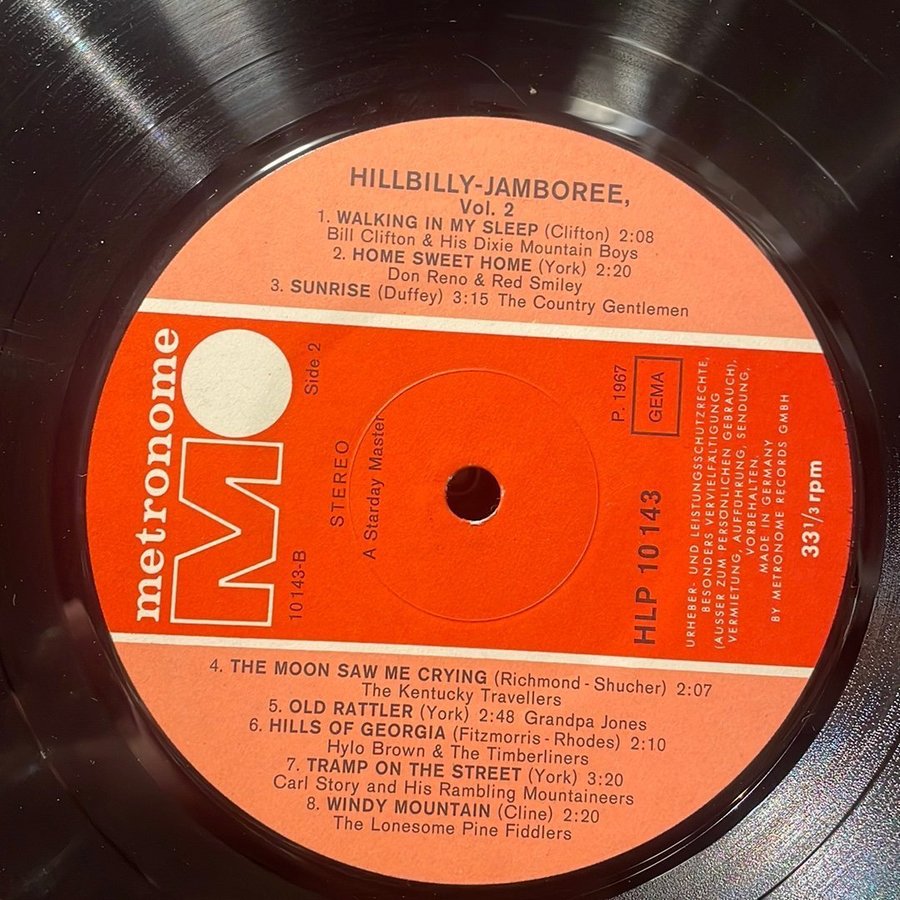 HILLBILLY-JAMBOREE,
Vol. 2
1. WALKING IN MY SLEEP (Clifton) 2:08
Bill Clifton & His Dixie Mountain Boys
2. HOME SWEET HOME (York) 2:20
Don Reno & Red Smiley
3. SUNRISE (Duffey) 3:15 The Country Gentlemen
metronome
M
Side 2
10143-B
STEREO
A Starday Master
P. 1967
GEMA
HLP 10143
URHEBER- UND LEISTUNGSSCHUTZRECHTE,
BESONDERS VERVIELFÄLTIGUNG
(AUSSER ZUM PERSÖNLICHEN GEBRAUCH),
VERMIETUNG, AUFFÜHRUNG, SENDUNG,
VORBEHALTEN.
MADE IN GERMANY
BY METRONOME RECORDS GMBH
33 1/3 rpm
4. THE MOON SAW ME CRYING (Richmond-Shucher) 2:07
The Kentucky Travellers
5. OLD RATTLER (York) 2:48 Grandpa Jones
6. HILLS OF GEORGIA (Fitzmorris-Rhodes) 2:10
Hylo Brown & The Timberliners
7. TRAMP ON THE STREET (York) 3:20
Carl Story and His Rambling Mountaineers
8. WINDY MOUNTAIN (Cline) 2:20
The Lonesome Pine Fiddlers